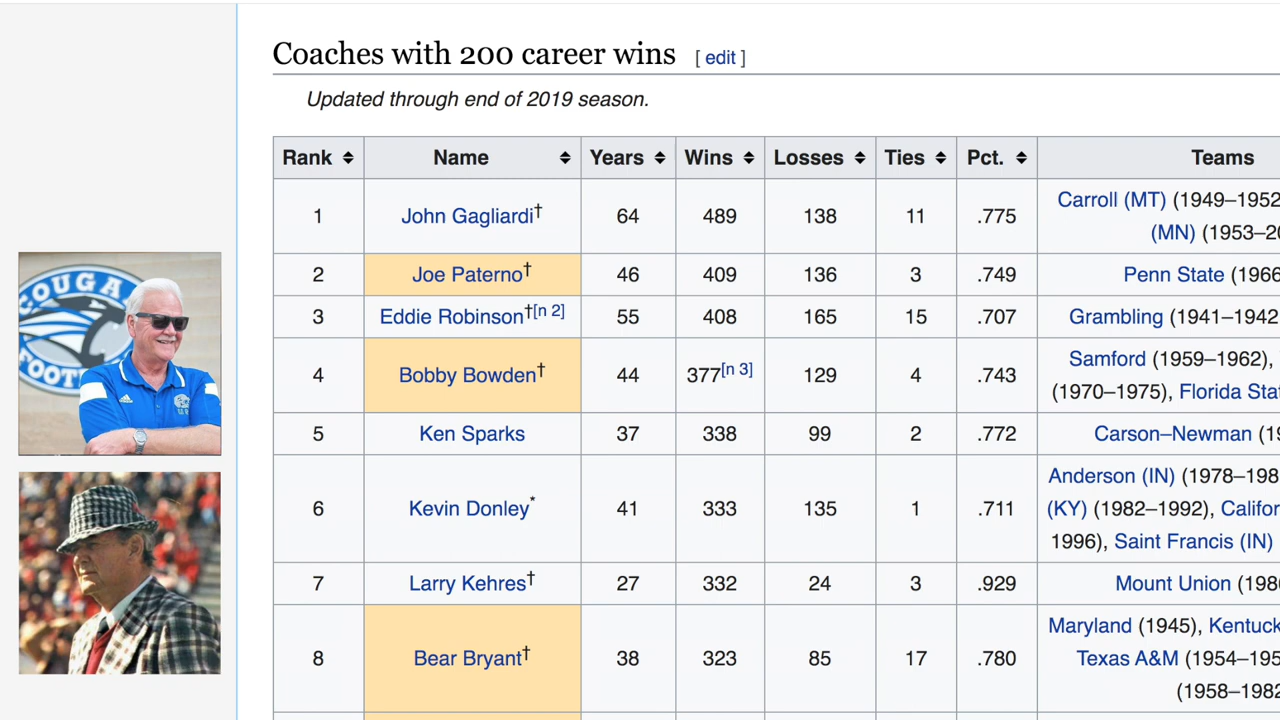 Coaches with 200 career wins [ edit ]
Updated through end of 2019 season.
Rank Name Years Wins Losses Ties Pct. Teams
1 John Gagliardi† 64 489 138 11 .775 Carroll (MT) (1949–1952
(MN) (1953–20
2 Joe Paterno† 46 409 136 3 .749 Penn State (1966
3 Eddie Robinson†[n 2] 55 408 165 15 .707 Grambling (1941–1942
4 Bobby Bowden† 44 377[n 3] 129 4 .743 Samford (1959–1962),
(1970–1975), Florida Stat
5 Ken Sparks 37 338 99 2 .772 Carson–Newman (19
6 Kevin Donley* 41 333 135 1 .711 Anderson (IN) (1978–198
(KY) (1982–1992), Califor
1996), Saint Francis (IN)
7 Larry Kehres† 27 332 24 3 .929 Mount Union (1986
8 Bear Bryant† 38 323 85 17 .780 Maryland (1945), Kentuck
Texas A&M (1954–195
(1958–1982
COUGA
FOOT